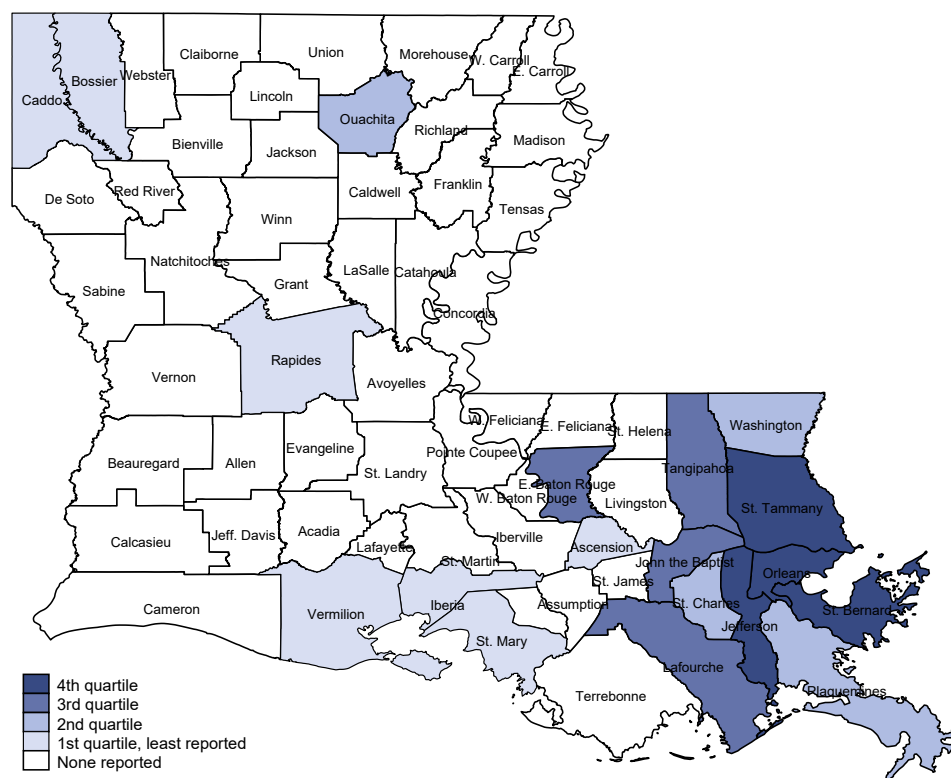 Claiborne
Union
Morehouse
W. Carroll
E. Carroll
Webster
Bossier
Caddo
Lincoln
Ouachita
Richland
Madison
Bienville
Jackson
De Soto
Red River
Caldwell
Franklin
Tensas
Winn
Natchitoches
LaSalle
Catahoula
Grant
Sabine
Concordia
Rapides
Vernon
Avoyelles
W. Feliciana
E. Feliciana
St. Helena
Washington
Beauregard
Allen
Evangeline
Pointe Coupee
St. Landry
Tangipahoa
E. Baton Rouge
W. Baton Rouge
Livingston
St. Tammany
Calcasieu
Jeff. Davis
Acadia
Lafayette
Iberville
Ascension
St. Martin
John the Baptist
Orleans
St. James
Cameron
Vermilion
Iberia
Assumption
St. Charles
St. Bernard
Jefferson
St. Mary
Lafourche
Terrebonne
Plaquemines
4th quartile
3rd quartile
2nd quartile
1st quartile, least reported
None reported